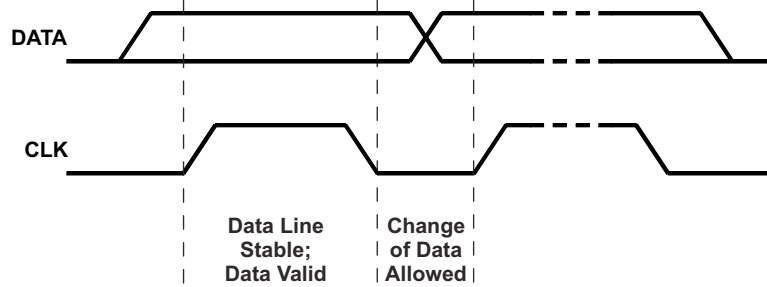 DATA
CLK
Data Line
Stable;
Data Valid
Change
of Data
Allowed